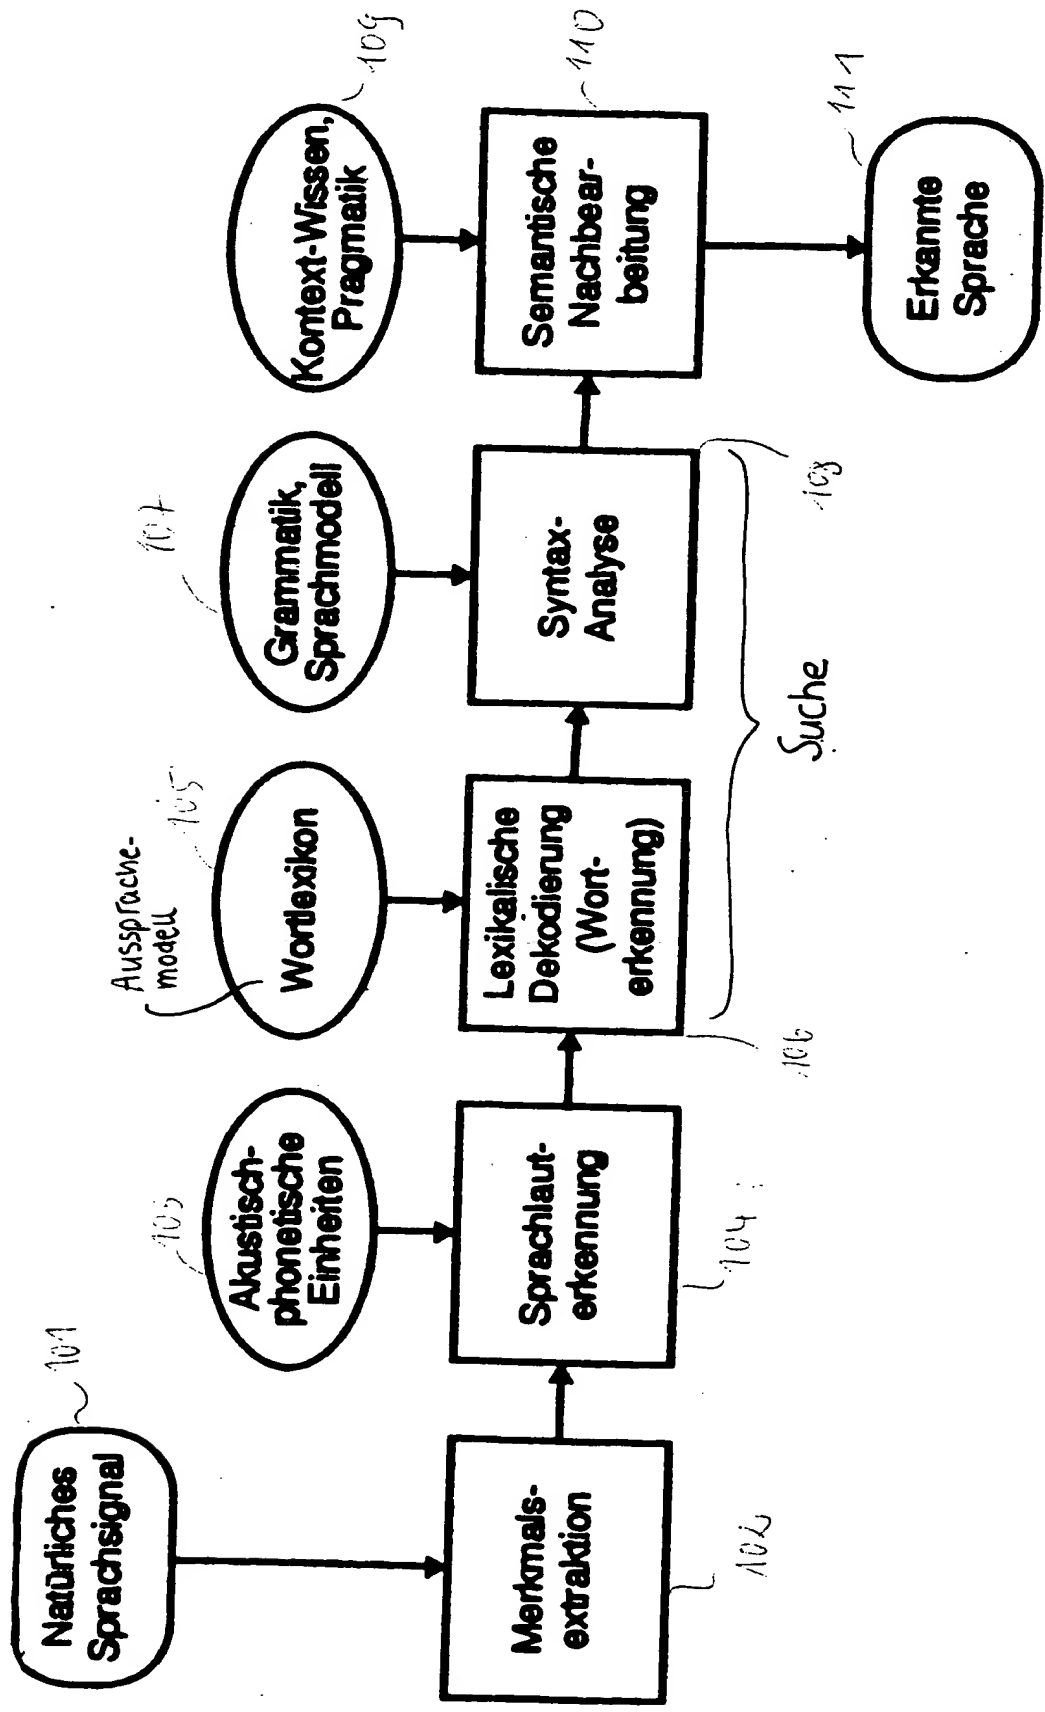 Natürliches
Sprachsignal
101
Merkmals-
extraktion
102
Akustisch-
phonetische
Einheiten
103
Sprachlaut-
erkennung
104
Aussprache-
modell
Wortlexikon
105
Lexikalische
Dekodierung
(Wort-
erkennung)
106
Grammatik,
Sprachmodell
107
Syntax-
Analyse
108
Suche
Kontext-Wissen,
Pragmatik
109
Semantische
Nachbear-
beitung
110
Erkannte
Sprache
111